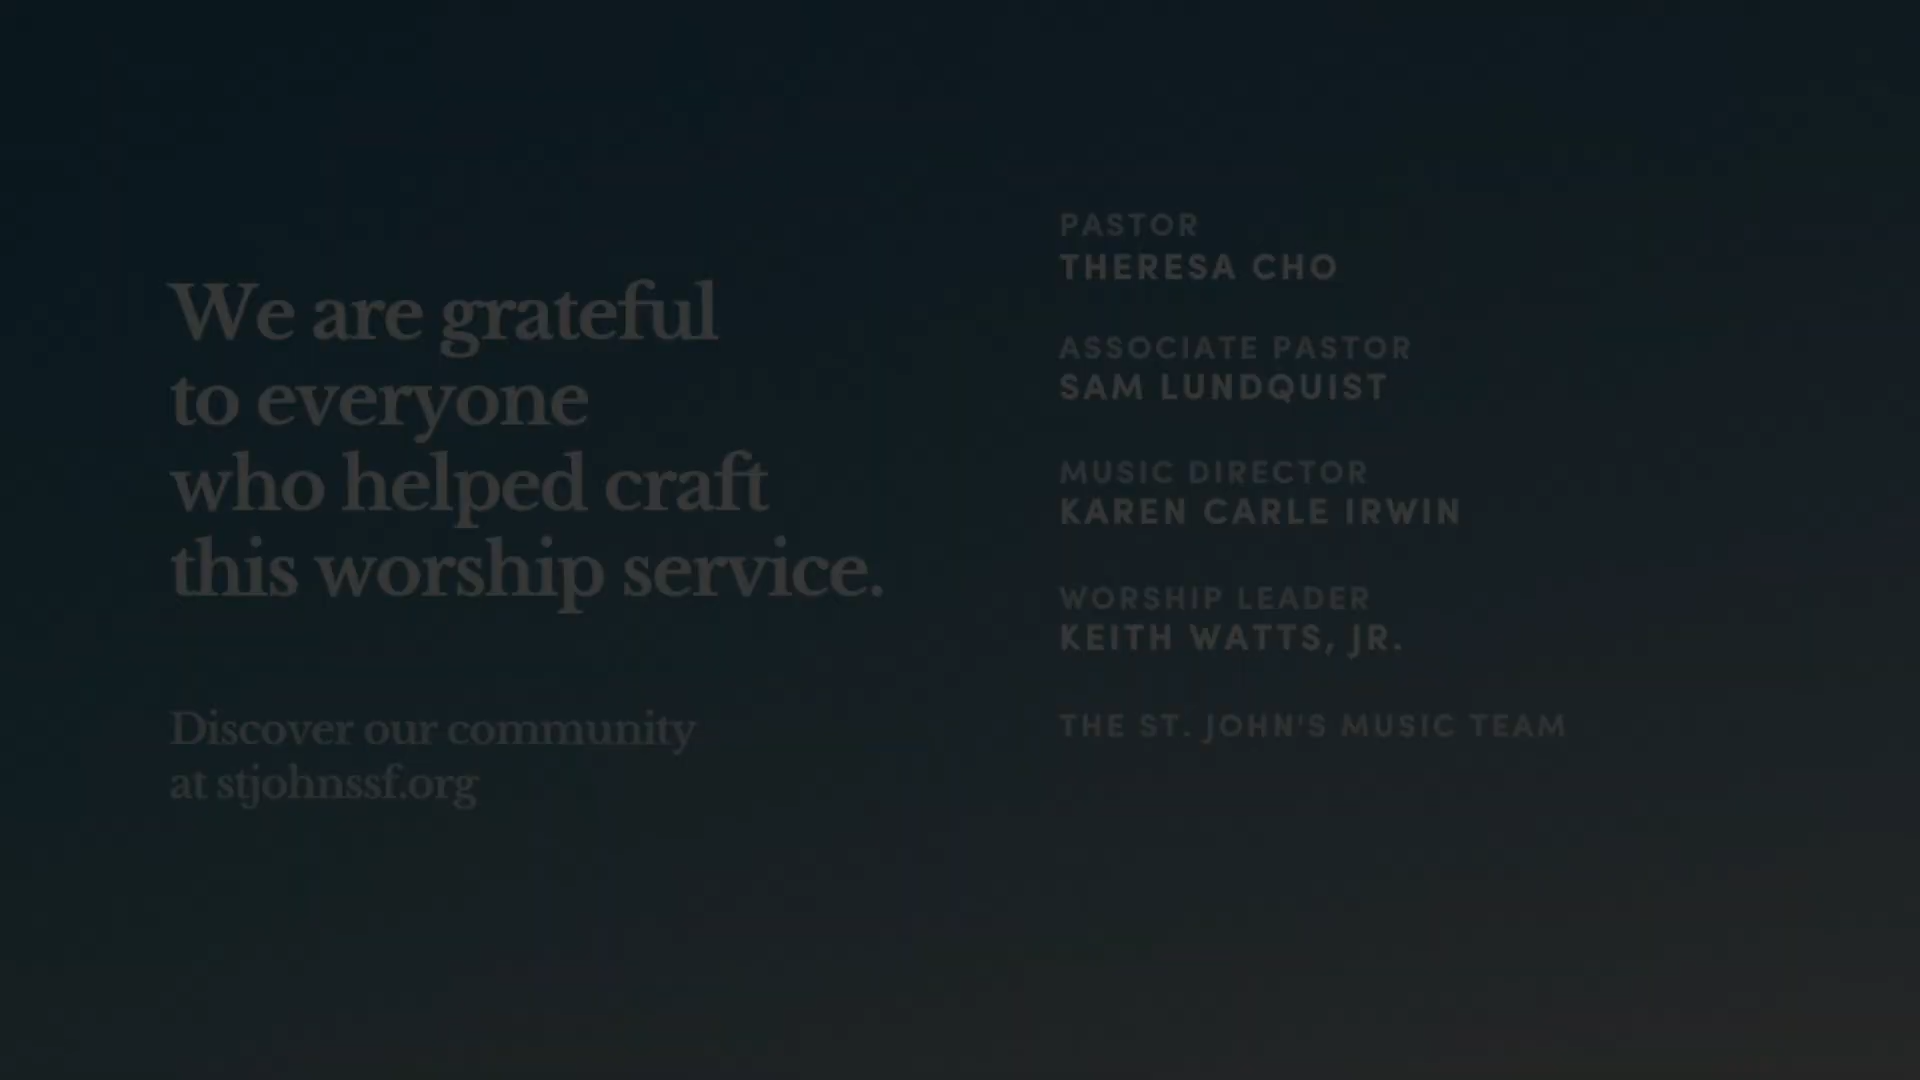 We are grateful
to everyone
who helped craft
this worship service.
Discover our community
at stjohnssf.org
PASTOR
THERESA CHO
ASSOCIATE PASTOR
SAM LUNDQUIST
MUSIC DIRECTOR
KAREN CARLE IRWIN
WORSHIP LEADER
KEITH WATTS, JR.
THE ST. JOHN'S MUSIC TEAM